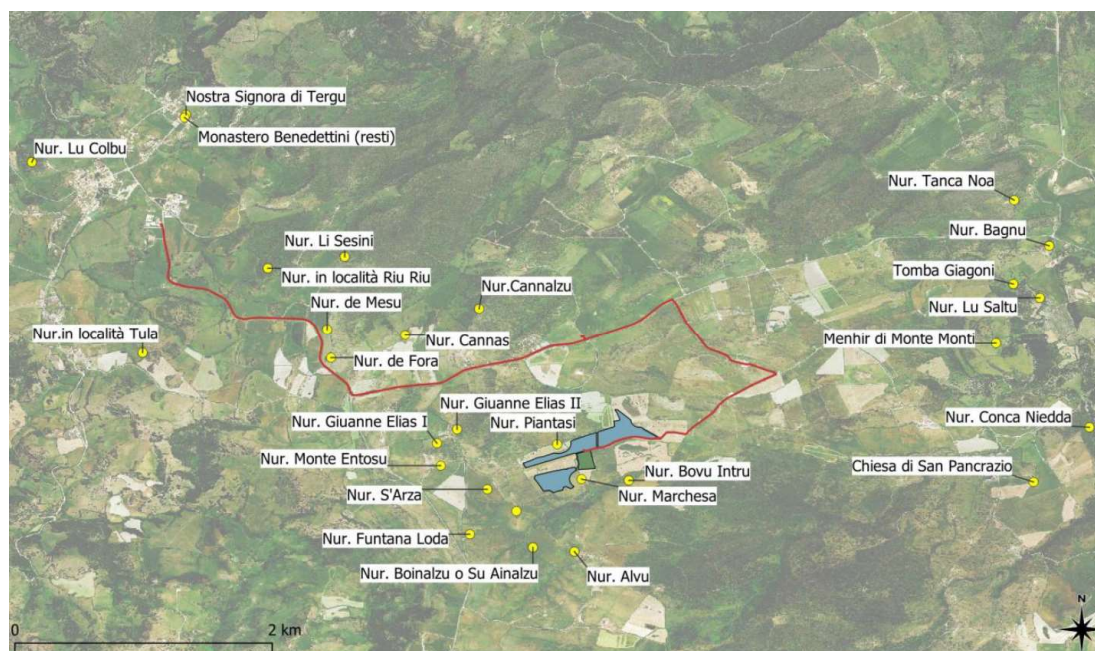 Nostra Signora di Tergu
Monastero Benedettini (resti)
Nur. Lu Colbu
Nur. Tanca Noa
Nur. Bagnu
Nur. Li Sesini
Nur. in località Riu Riu
Tomba Giagoni
Nur.Cannalzu
Nur. Lu Saltu
Nur. de Mesu
Nur.in località Tula
Nur. Cannas
Menhir di Monte Monti
Nur. de Fora
Nur. Giuanne Elias II
Nur. Giuanne Elias I
Nur. Piantasi
Nur. Conca Niedda
Nur. Monte Entosu
Chiesa di San Pancrazio
Nur. Bovu Intru
Nur. S'Arza
Nur. Marchesa
Nur. Funtana Loda
Nur. Boinalzu o Su Ainalzu
Nur. Alvu
N
0
2 km